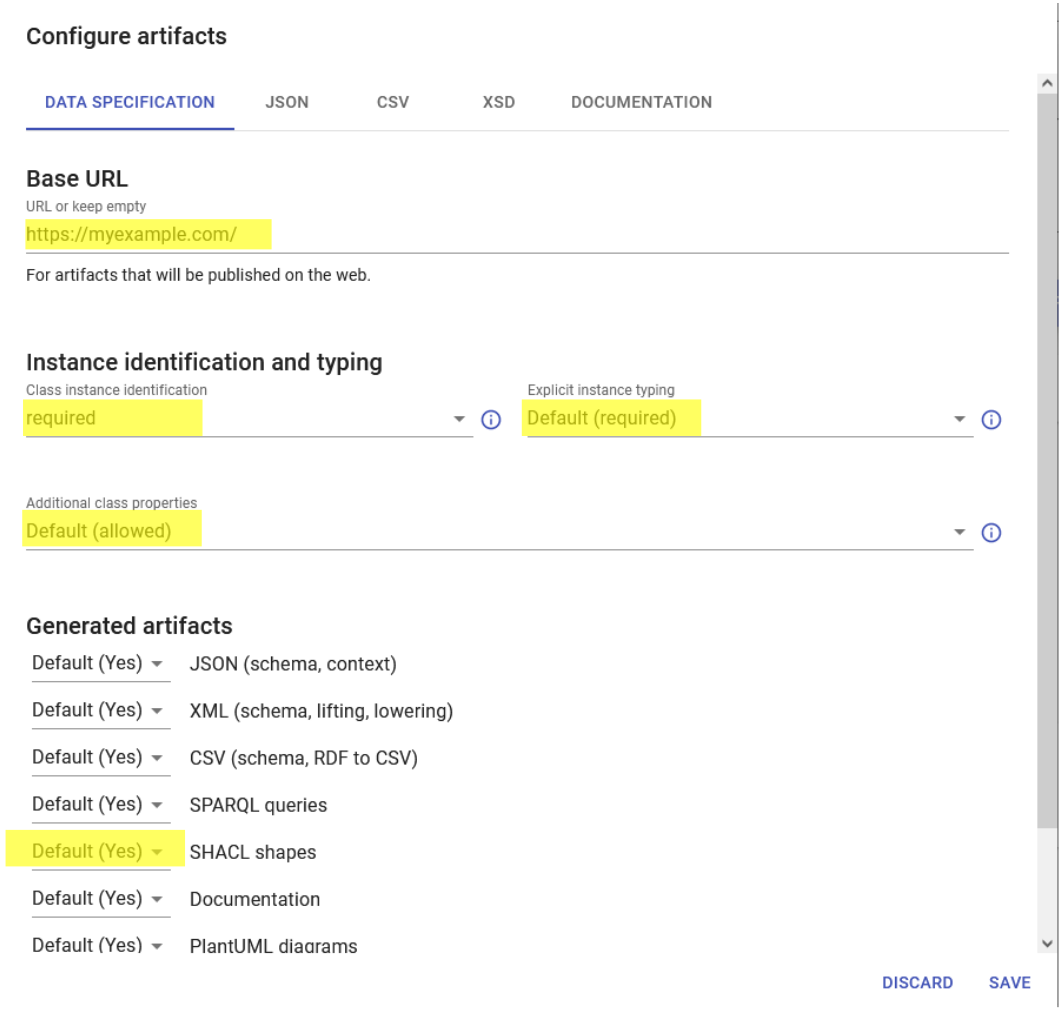 Configure artifacts
DATA SPECIFICATION JSON CSV XSD DOCUMENTATION
Base URL
URL or keep empty
https://myexample.com/
For artifacts that will be published on the web.
Instance identification and typing
Class instance identification Explicit instance typing
required Default (required)
Additional class properties
Default (allowed)
Generated artifacts
Default (Yes) JSON (schema, context)
Default (Yes) XML (schema, lifting, lowering)
Default (Yes) CSV (schema, RDF to CSV)
Default (Yes) SPARQL queries
Default (Yes) SHACL shapes
Default (Yes) Documentation
Default (Yes) PlantUML diagrams
DISCARD SAVE